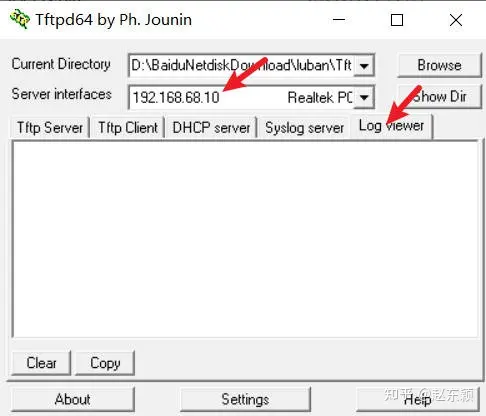 Tftpd64 by Ph. Jounin
Current Directory D:\BaiduNetdiskDownload\luban\Tft Browse
Server interfaces 192.168.68.10 Realtek PC Show Dir
Tftp Server Tftp Client DHCP server Syslog server Log viewer
Clear Copy
About Settings Help
知乎 @赵东颖